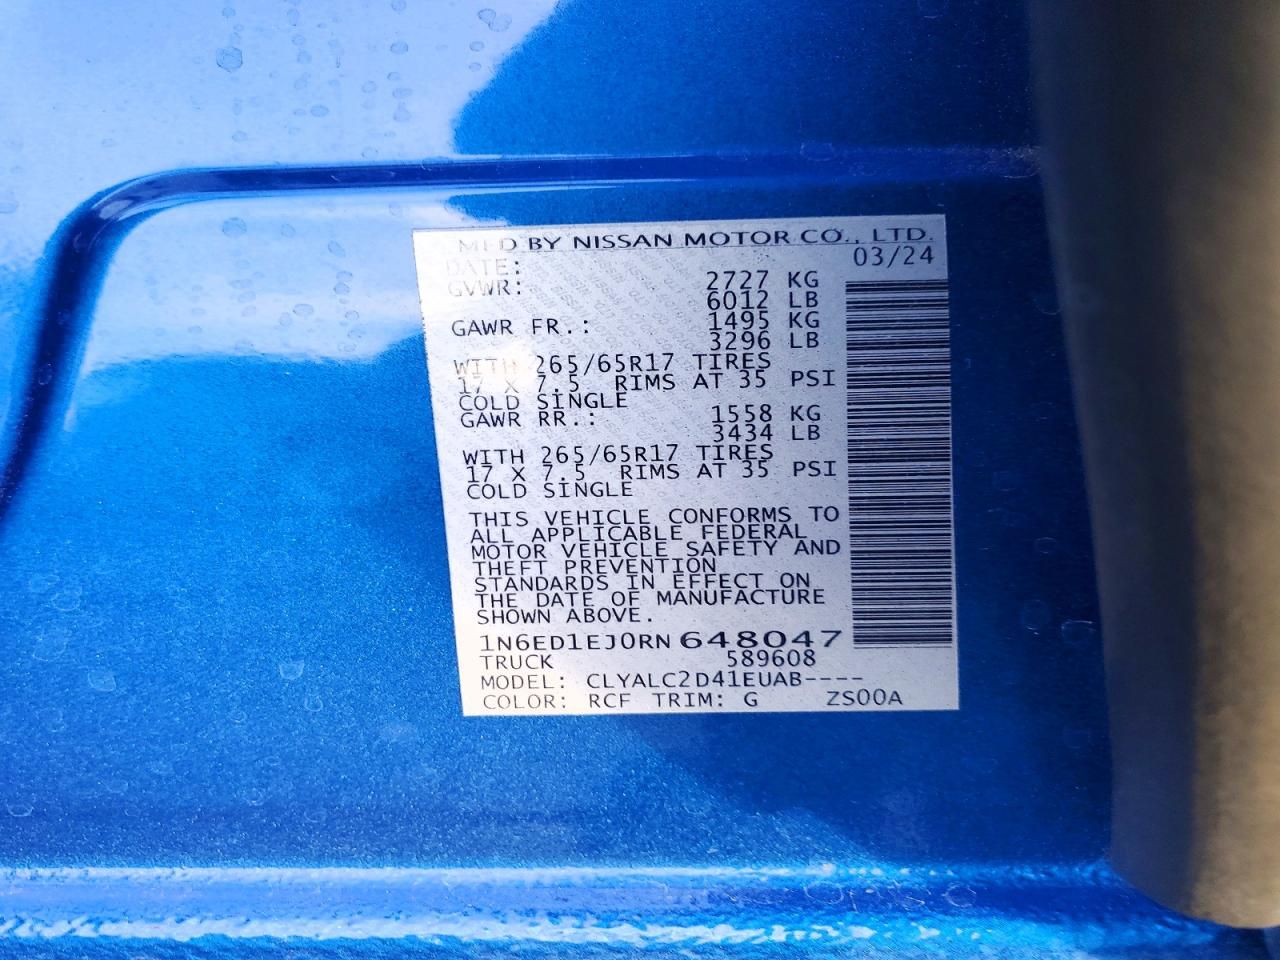 MFD BY NISSAN MOTOR CO., LTD.
DATE: 03/24
GVWR: 2727 KG
6012 LB
GAWR FR.: 1495 KG
3296 LB
WITH 265/65R17 TIRES
17 X 7.5 RIMS AT 35 PSI
COLD SINGLE
GAWR RR.: 1558 KG
3434 LB
WITH 265/65R17 TIRES
17 X 7.5 RIMS AT 35 PSI
COLD SINGLE
THIS VEHICLE CONFORMS TO
ALL APPLICABLE FEDERAL
MOTOR VEHICLE SAFETY AND
THEFT PREVENTION
STANDARDS IN EFFECT ON
THE DATE OF MANUFACTURE
SHOWN ABOVE.
1N6ED1EJ0RN648047
TRUCK 589608
MODEL: CLYALC2D41EUAB----
COLOR: RCF TRIM: G ZS00A